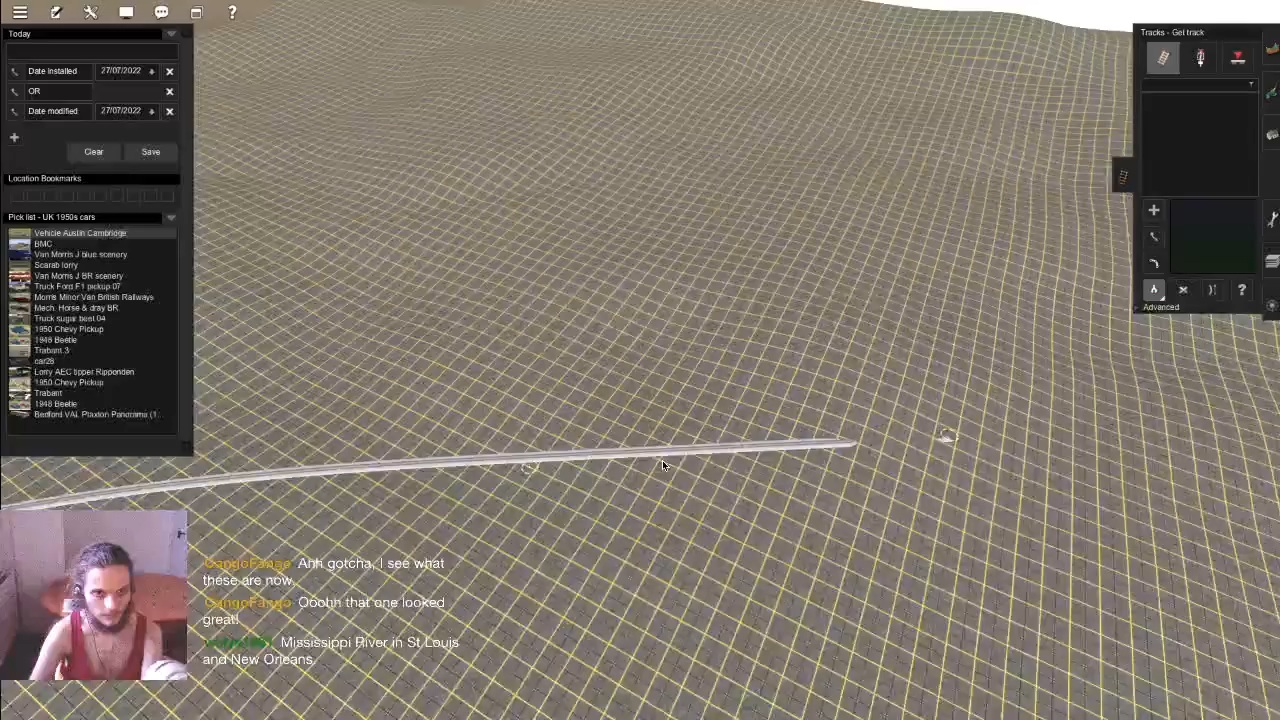 Today
Date installed 27/07/2022
OR
Date modified 27/07/2022
Clear Save
Location Bookmarks
Pick list - UK 1950s cars
Vehicle Austin Cambridge
BMC
Van Morris J blue scenery
Scarab lorry
Van Morris J BR scenery
Truck Ford F1 pickup 07
Morris Minor Van British Railways
Mech. Horse & dray BR
Truck sugar beet 04
1950 Chevy Pickup
1948 Beetle
Trabant 3
car28
Lorry AEC tipper Ripponden
1950 Chevy Pickup
Trabant
1948 Beetle
Bedford VAL Plaxton Panorama (1...
Tracks - Get track
Advanced
CangoFango Ahh gotcha, I see what
these are now.
CangoFango Ooohh that one looked
great!
Mississippi River in St Louis
and New Orleans.